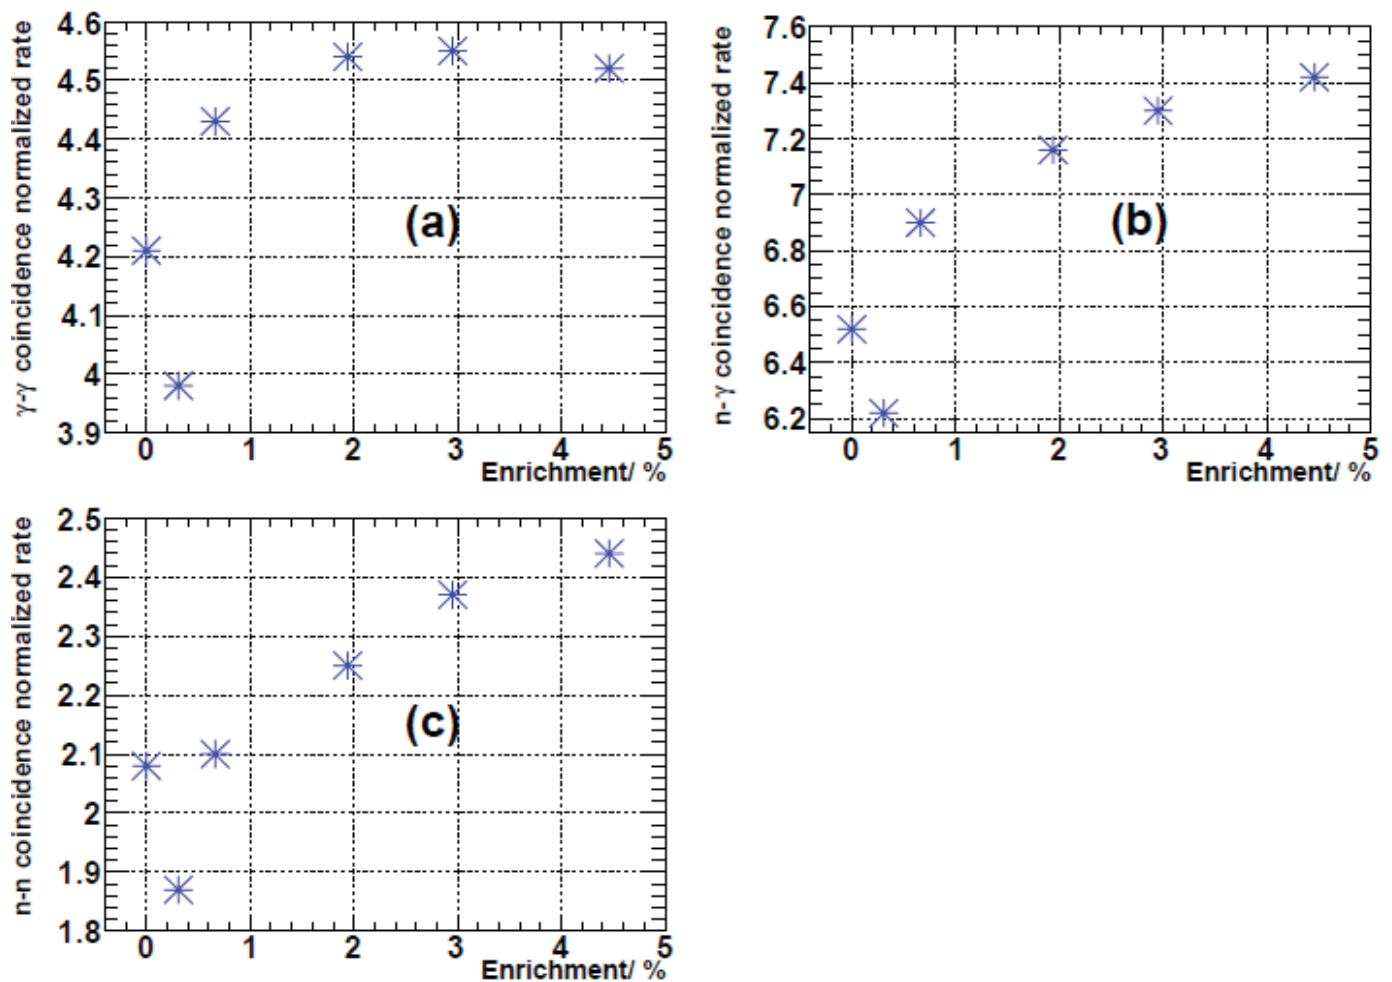 γ-γ coincidence normalized rate
4.6
4.5
4.4
4.3
4.2
4.1
4
3.9
(a)
0 1 2 3 4 5
Enrichment/ %
n-γ coincidence normalized rate
7.6
7.4
7.2
7
6.8
6.6
6.4
6.2
(b)
0 1 2 3 4 5
Enrichment/ %
n-n coincidence normalized rate
2.5
2.4
2.3
2.2
2.1
2
1.9
1.8
(c)
0 1 2 3 4 5
Enrichment/ %